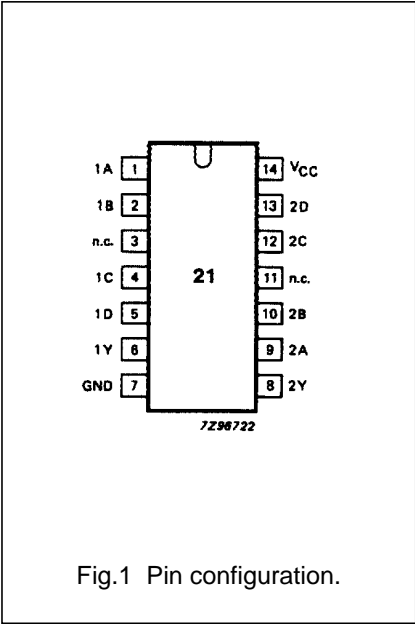 1A 1 14 VCC
1B 2 13 2D
n.c. 3 12 2C
1C 4 21 11 n.c.
1D 5 10 2B
1Y 6 9 2A
GND 7 8 2Y
7Z96722
Fig.1 Pin configuration.